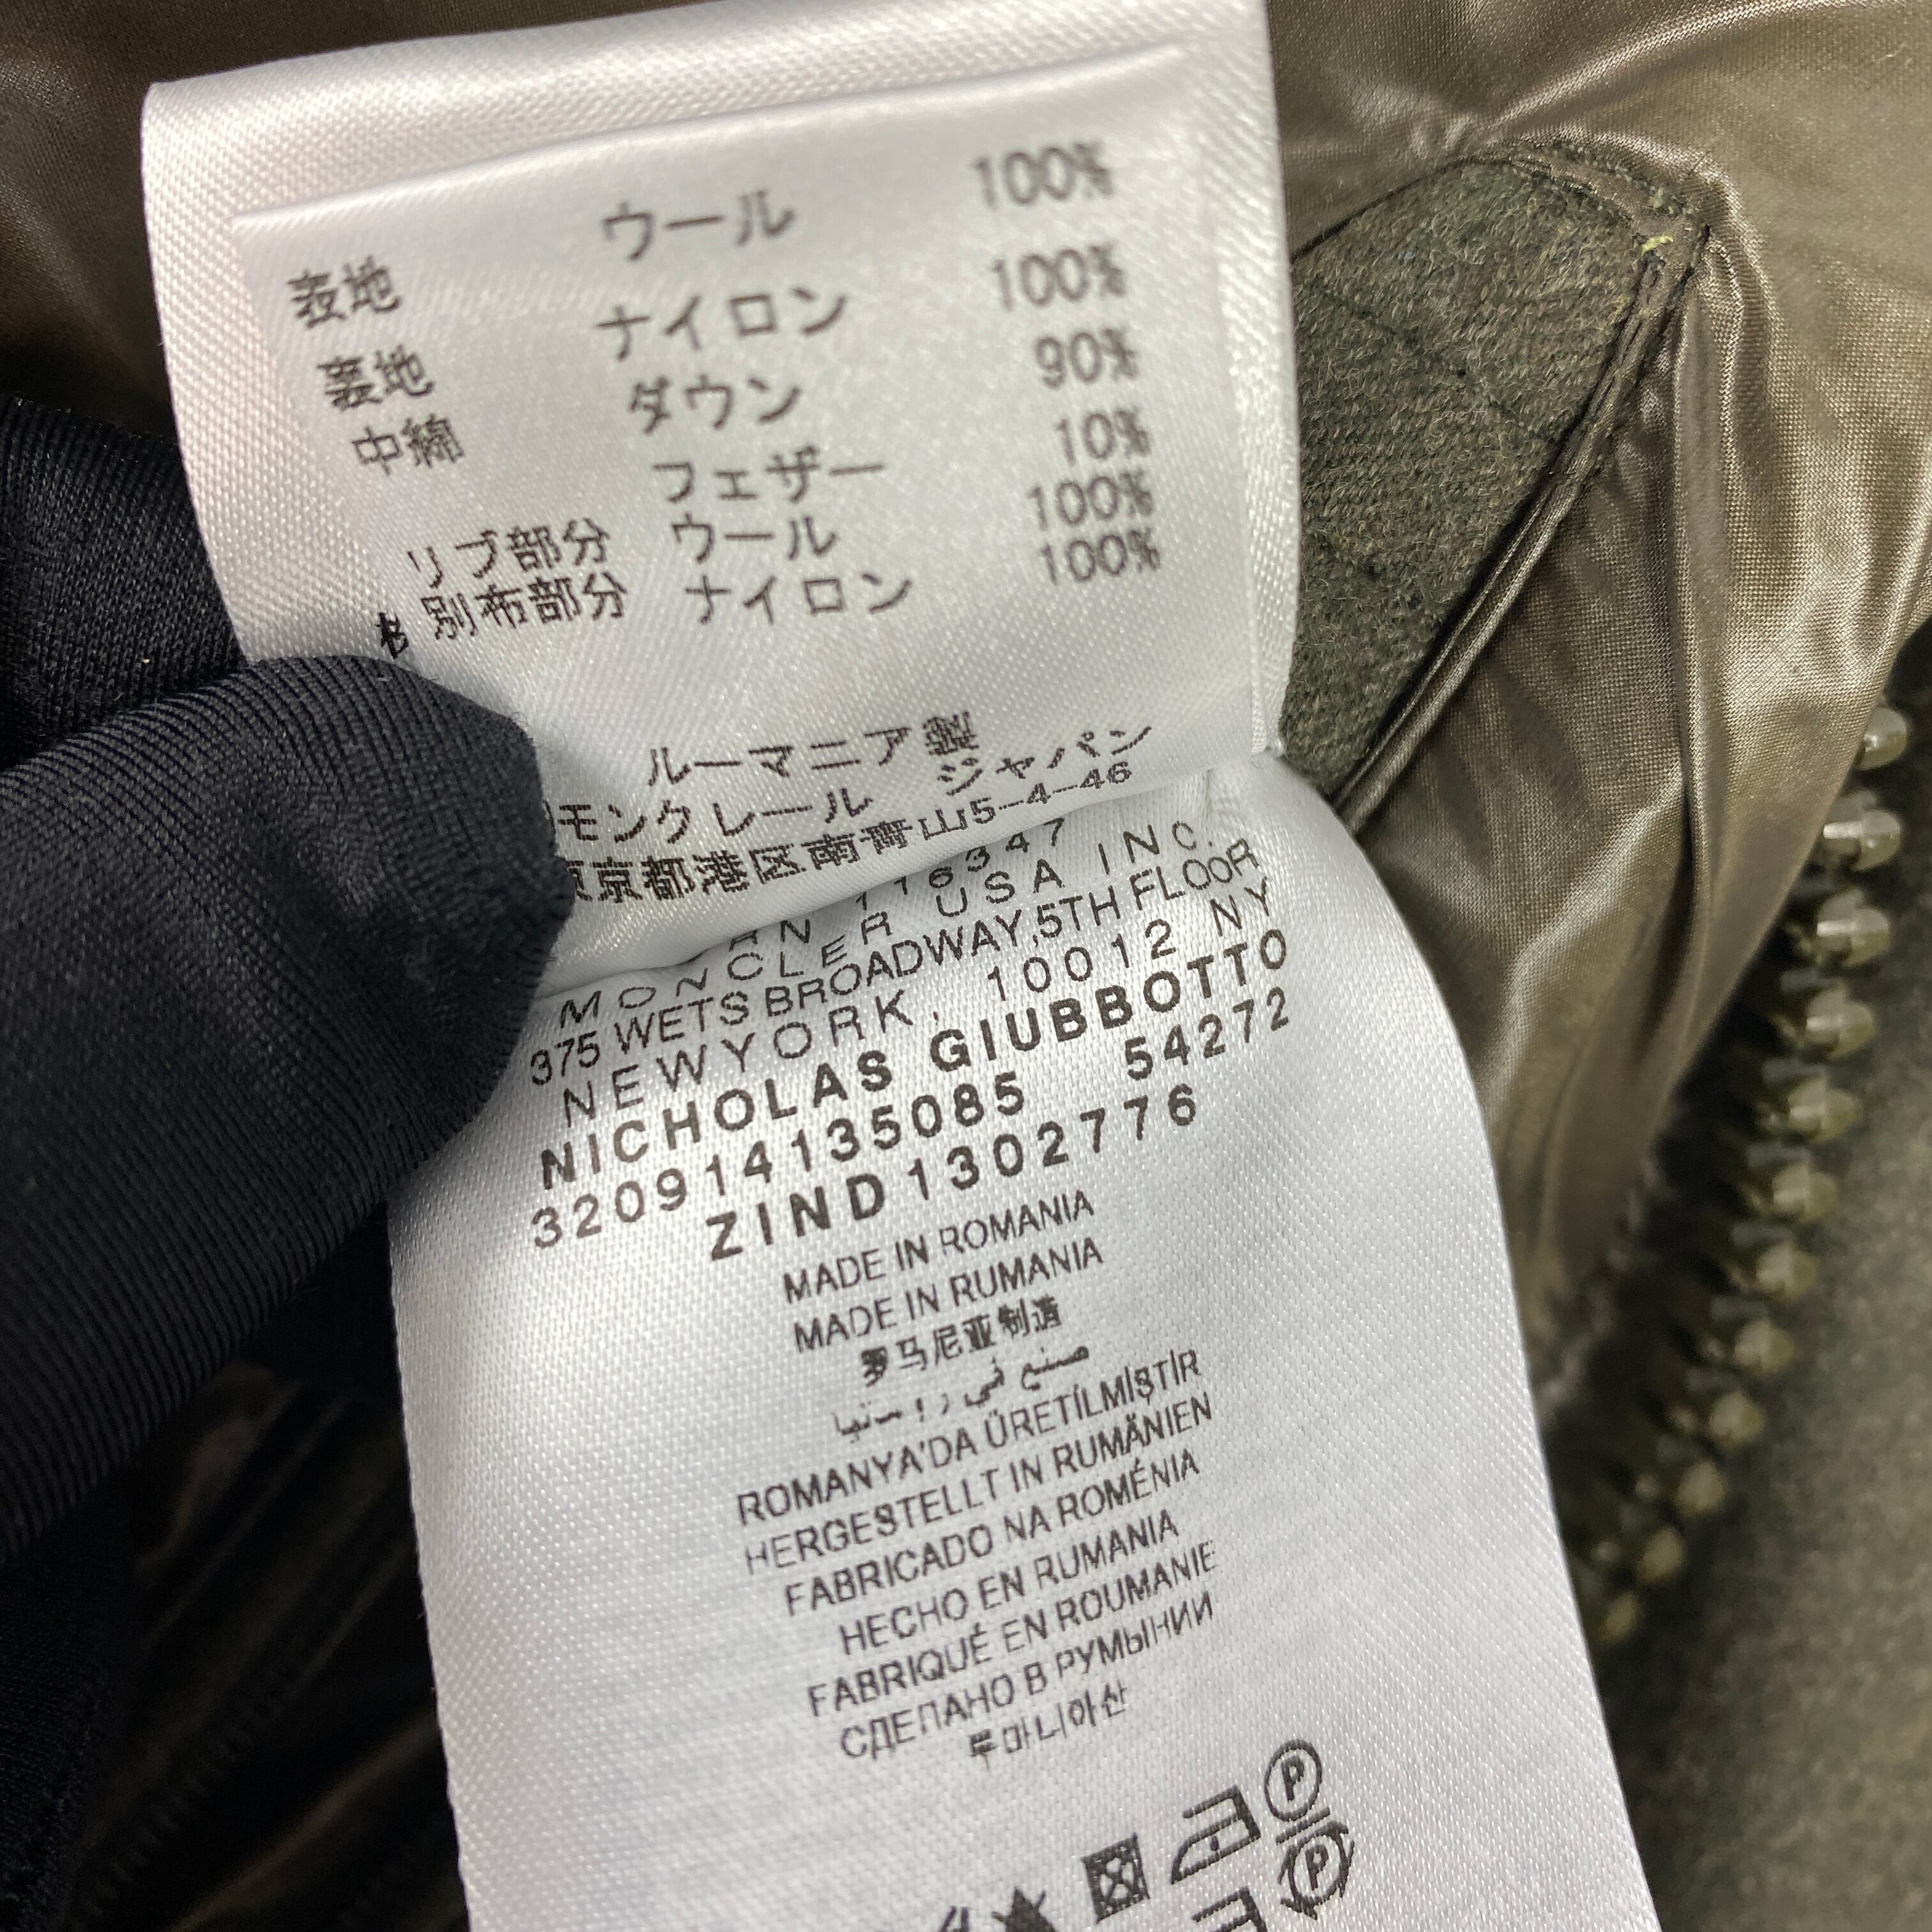 表地 ウール 100%
裏地 ナイロン 100%
中綿 ダウン 90%
フェザー 10%
リブ部分 ウール 100%
別布部分 ナイロン 100%
ルーマニア製
モンクレール ジャパン
東京都港区南青山5-4-46
RN 116347
MONCLER USA INC.
375 WETS BROADWAY,5TH FLOOR
NEWYORK, 10012 NY
NICHOLAS GIUBBOTTO
320914135085 54272
ZIND1302776
MADE IN ROMANIA
MADE IN RUMANIA
罗马尼亚制造
صنع في رومنيا
ROMANYA'DA ÜRETİLMİŞTİR
HERGESTELLT IN RUMÄNIEN
FABRICADO NA ROMÉNIA
HECHO EN RUMANIA
FABRIQUÉ EN ROUMANIE
СДЕЛАНО В РУМЫНИИ
루마니아산
P
P